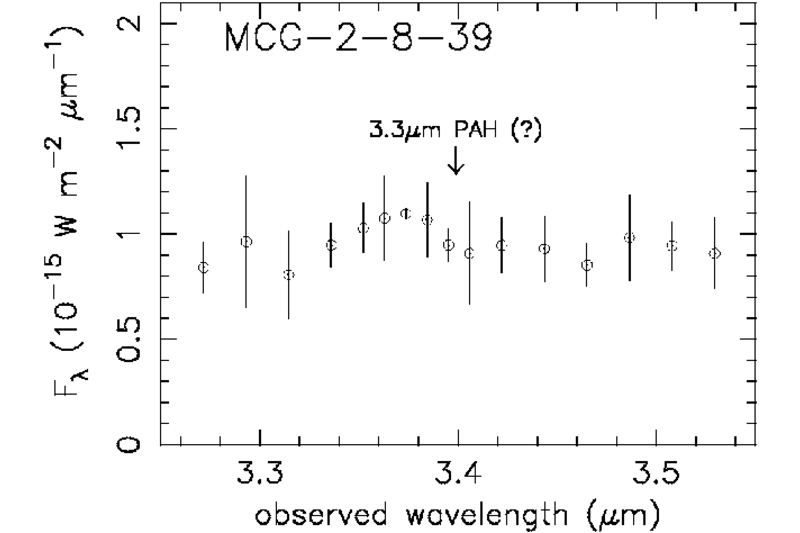 MCG-2-8-39
3.3μm PAH (?)
F_λ (10^{-15} W m^{-2} μm^{-1})
2
1.5
1
0.5
0
3.3 3.4 3.5
observed wavelength (μm)